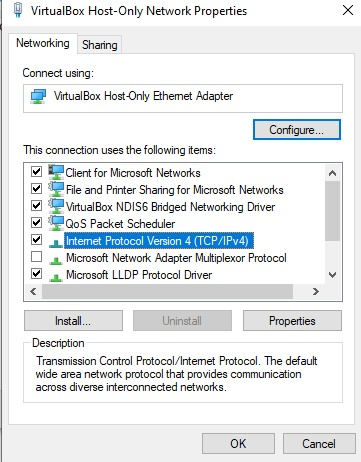 VirtualBox Host-Only Network Properties
Networking
Sharing
Connect using:
VirtualBox Host-Only Ethernet Adapter
Configure...
This connection uses the following items:
Client for Microsoft Networks
File and Printer Sharing for Microsoft Networks
VirtualBox NDIS6 Bridged Networking Driver
QoS Packet Scheduler
Internet Protocol Version 4 (TCP/IPv4)
Microsoft Network Adapter Multiplexor Protocol
Microsoft LLDP Protocol Driver
Install...
Uninstall
Properties
Description
Transmission Control Protocol/Internet Protocol. The default
wide area network protocol that provides communication
across diverse interconnected networks.
OK
Cancel